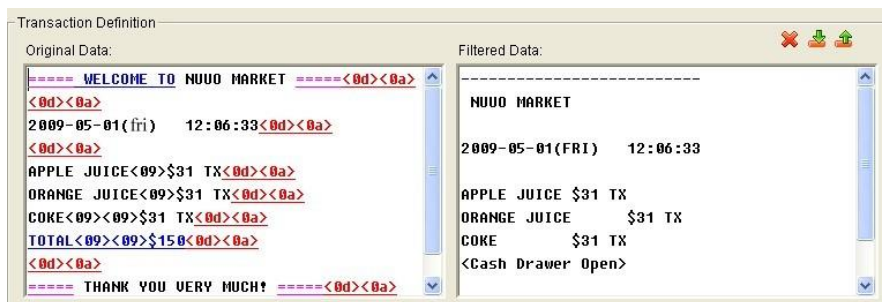 Transaction Definition
Original Data:
===== WELCOME TO NUUO MARKET =====<0d><0a>
<0d><0a>
2009-05-01(fri)   12:06:33<0d><0a>
<0d><0a>
APPLE JUICE<09>$31 TX<0d><0a>
ORANGE JUICE<09>$31 TX<0d><0a>
COKE<09><09>$31 TX<0d><0a>
TOTAL<09><09>$150<0d><0a>
<0d><0a>
===== THANK YOU VERY MUCH! =====<0d><0a>
Filtered Data:
--------------------------
NUUO MARKET
2009-05-01(FRI)   12:06:33
APPLE JUICE $31 TX
ORANGE JUICE       $31 TX
COKE         $31 TX
<Cash Drawer Open>